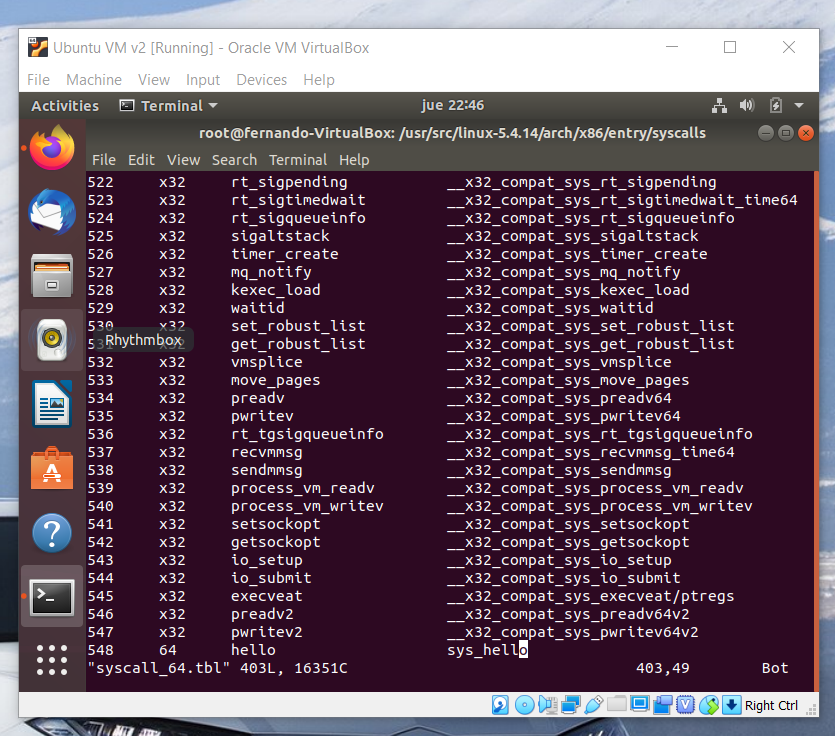 Ubuntu VM v2 [Running] - Oracle VM VirtualBox
File Machine View Input Devices Help
Activities Terminal jue 22:46
root@fernando-VirtualBox: /usr/src/linux-5.4.14/arch/x86/entry/syscalls
File Edit View Search Terminal Help
522 x32 rt_sigpending __x32_compat_sys_rt_sigpending
523 x32 rt_sigtimedwait __x32_compat_sys_rt_sigtimedwait_time64
524 x32 rt_sigqueueinfo __x32_compat_sys_rt_sigqueueinfo
525 x32 sigaltstack __x32_compat_sys_sigaltstack
526 x32 timer_create __x32_compat_sys_timer_create
527 x32 mq_notify __x32_compat_sys_mq_notify
528 x32 kexec_load __x32_compat_sys_kexec_load
529 x32 waitid __x32_compat_sys_waitid
530 x32 set_robust_list __x32_compat_sys_set_robust_list
Rhythmbox
531 x32 get_robust_list __x32_compat_sys_get_robust_list
532 x32 vmsplice __x32_compat_sys_vmsplice
533 x32 move_pages __x32_compat_sys_move_pages
534 x32 preadv __x32_compat_sys_preadv64
535 x32 pwritev __x32_compat_sys_pwritev64
536 x32 rt_tgsigqueueinfo __x32_compat_sys_rt_tgsigqueueinfo
537 x32 recvmmsg __x32_compat_sys_recvmmsg_time64
538 x32 sendmmsg __x32_compat_sys_sendmmsg
539 x32 process_vm_readv __x32_compat_sys_process_vm_readv
540 x32 process_vm_writev __x32_compat_sys_process_vm_writev
541 x32 setsockopt __x32_compat_sys_setsockopt
542 x32 getsockopt __x32_compat_sys_getsockopt
543 x32 io_setup __x32_compat_sys_io_setup
544 x32 io_submit __x32_compat_sys_io_submit
545 x32 execveat __x32_compat_sys_execveat/ptregs
546 x32 preadv2 __x32_compat_sys_preadv64v2
547 x32 pwritev2 __x32_compat_sys_pwritev64v2
548 64 hello sys_hello
"syscall_64.tbl" 403L, 16351C 403,49 Bot
Right Ctrl